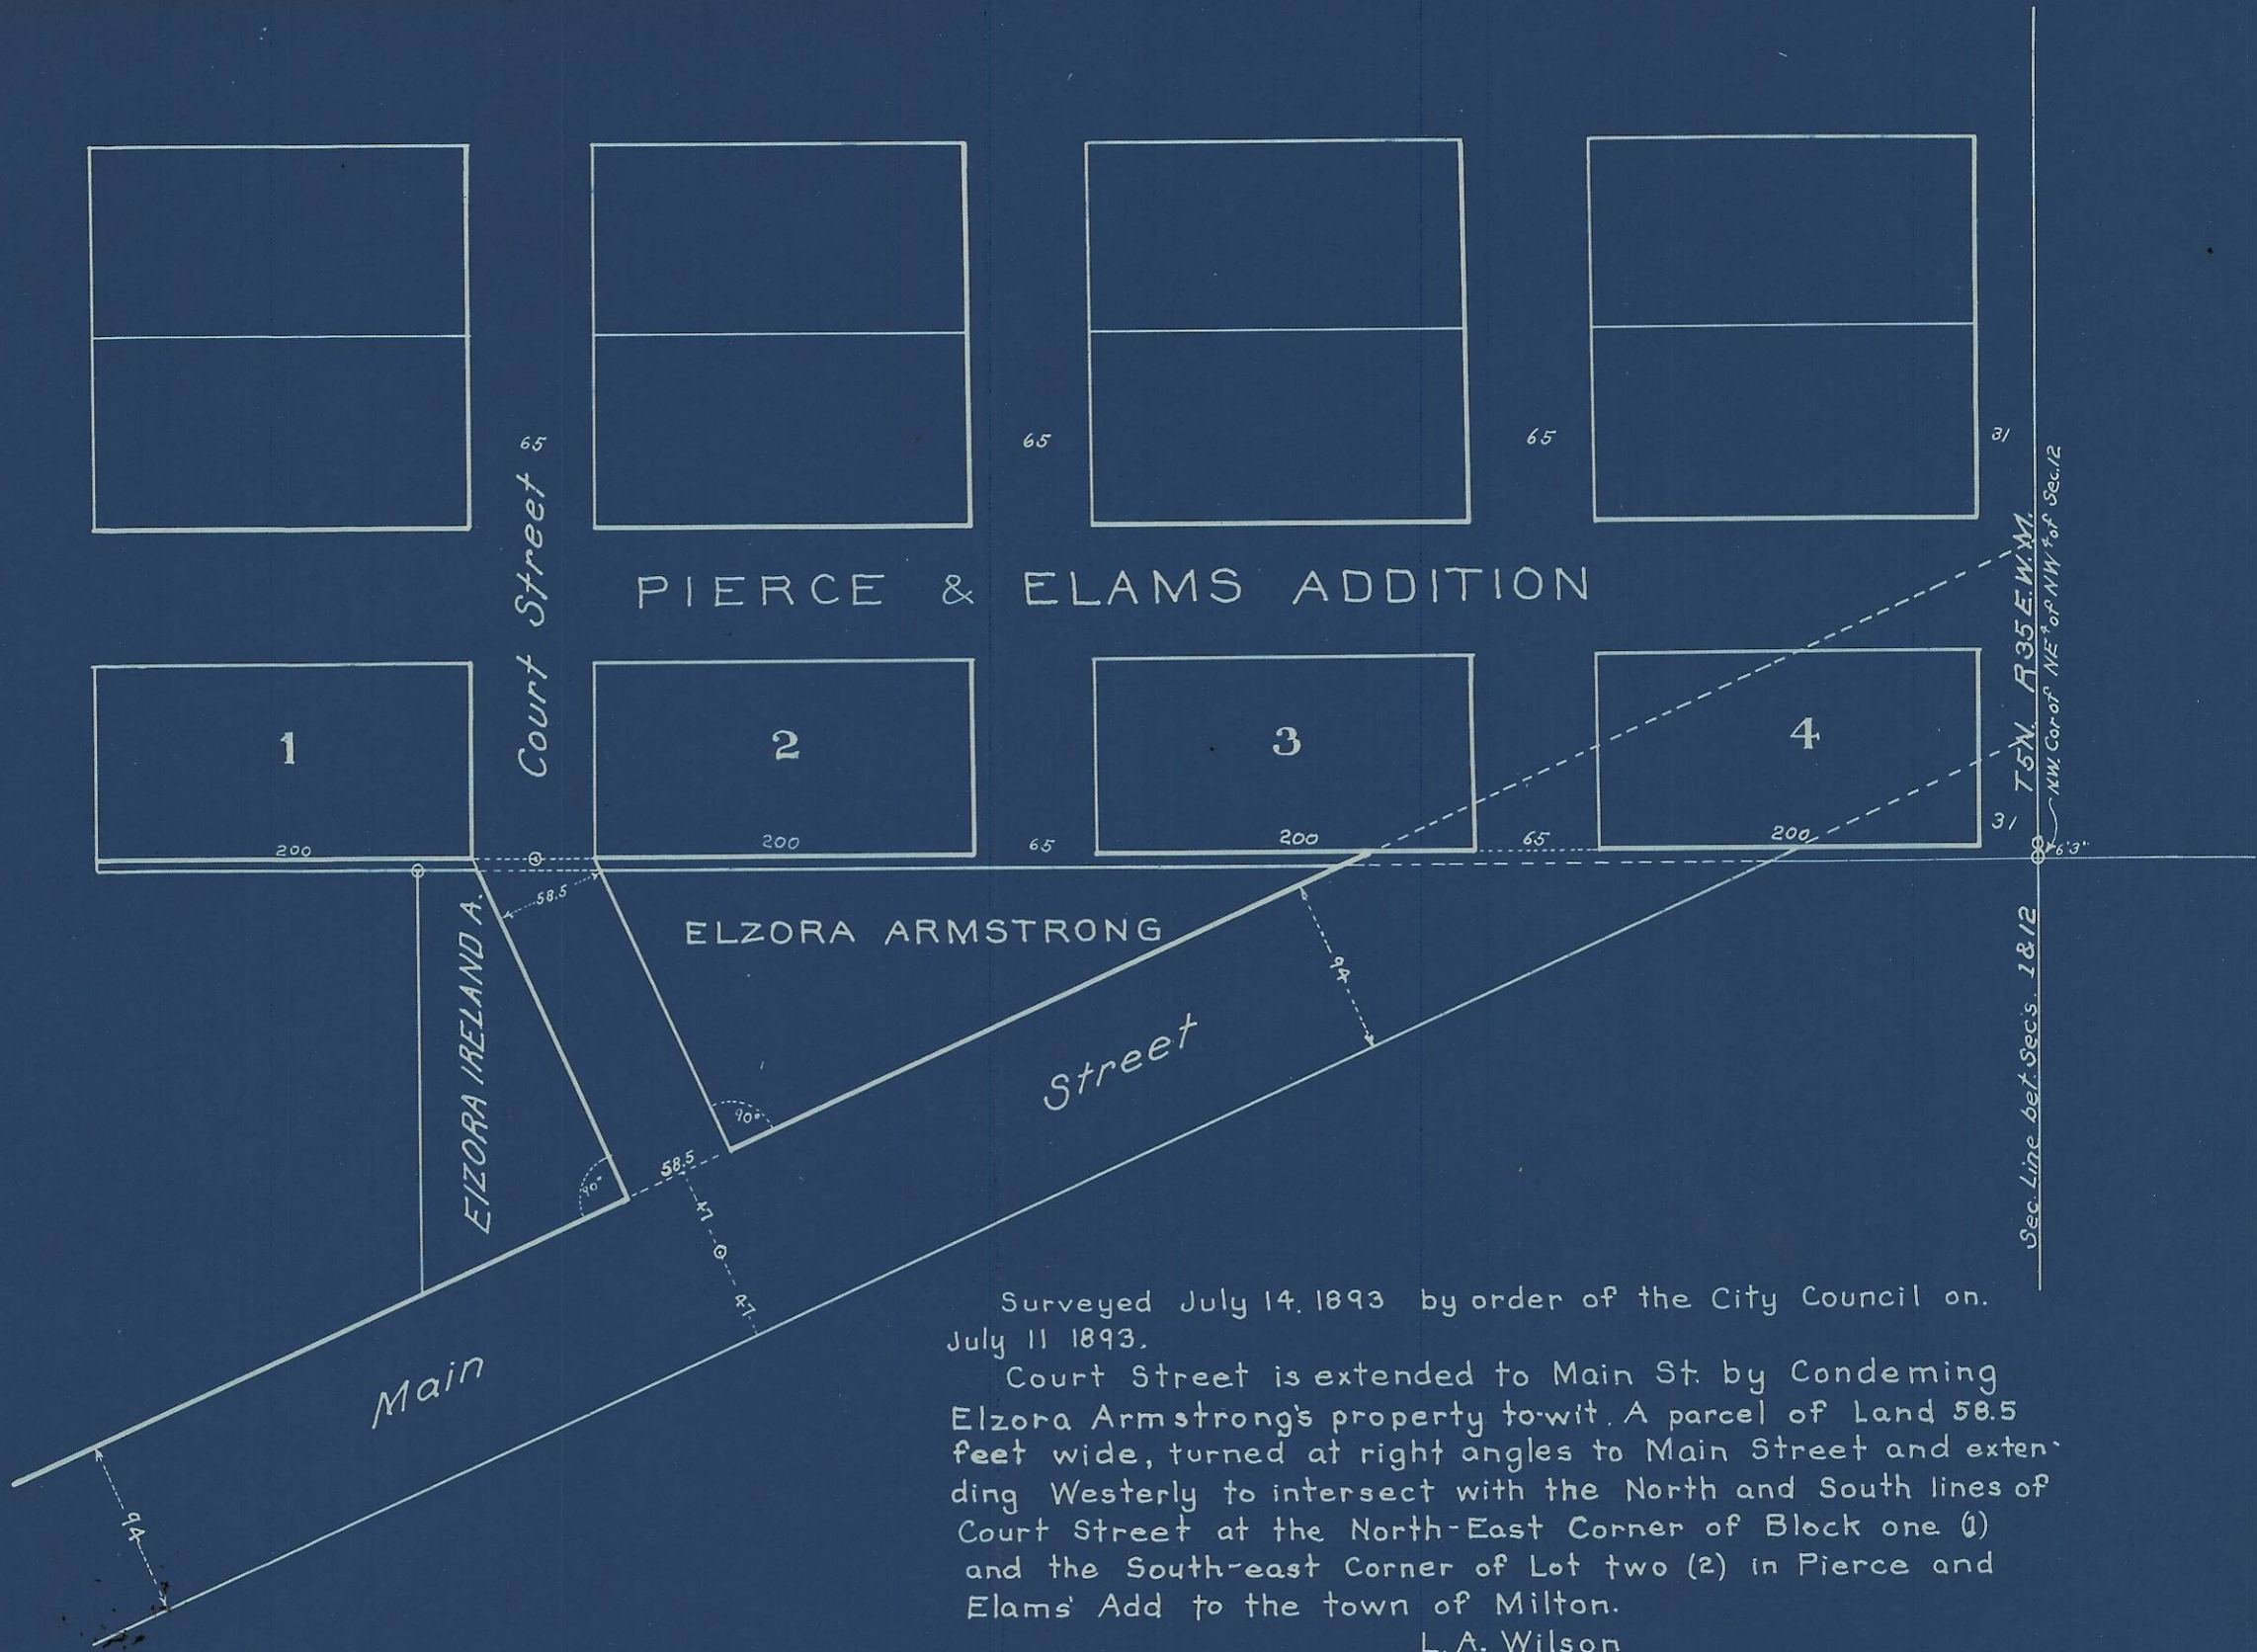 65
65
65
31
Court Street
PIERCE & ELAMS ADDITION
T5N. R35E.W.M.
N.W. Cor of NE⁴ of NW⁴ of Sec.12
1
2
3
4
200
200
65
200
65
200
31
6'3"
58.5
ELZORA ARMSTRONG
ElZORA IRELAND A.
94
Street
Sec. Line bet. Sec's. 1&12
90°
58.5
90°
47
47
Main
94
Surveyed July 14. 1893 by order of the City Council on.
July 11 1893.
Court Street is extended to Main St. by Condeming
Elzora Armstrong's property to-wit. A parcel of Land 58.5
feet wide, turned at right angles to Main Street and exten-
ding Westerly to intersect with the North and South lines of
Court Street at the North-East Corner of Block one (1)
and the South-east Corner of Lot two (2) in Pierce and
Elams' Add to the town of Milton.
L.A. Wilson